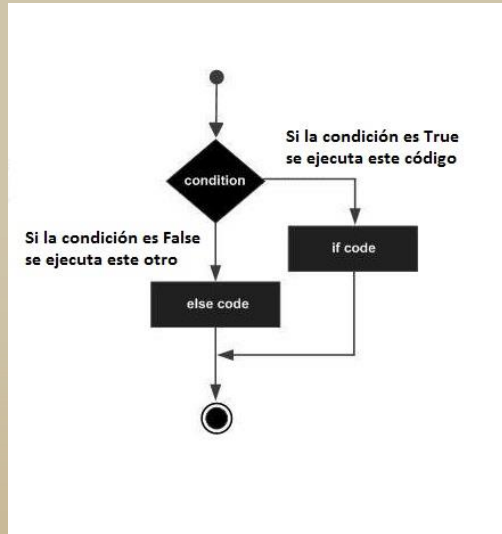 Si la condición es True
se ejecuta este código
condition
Si la condición es False
se ejecuta este otro
if code
else code